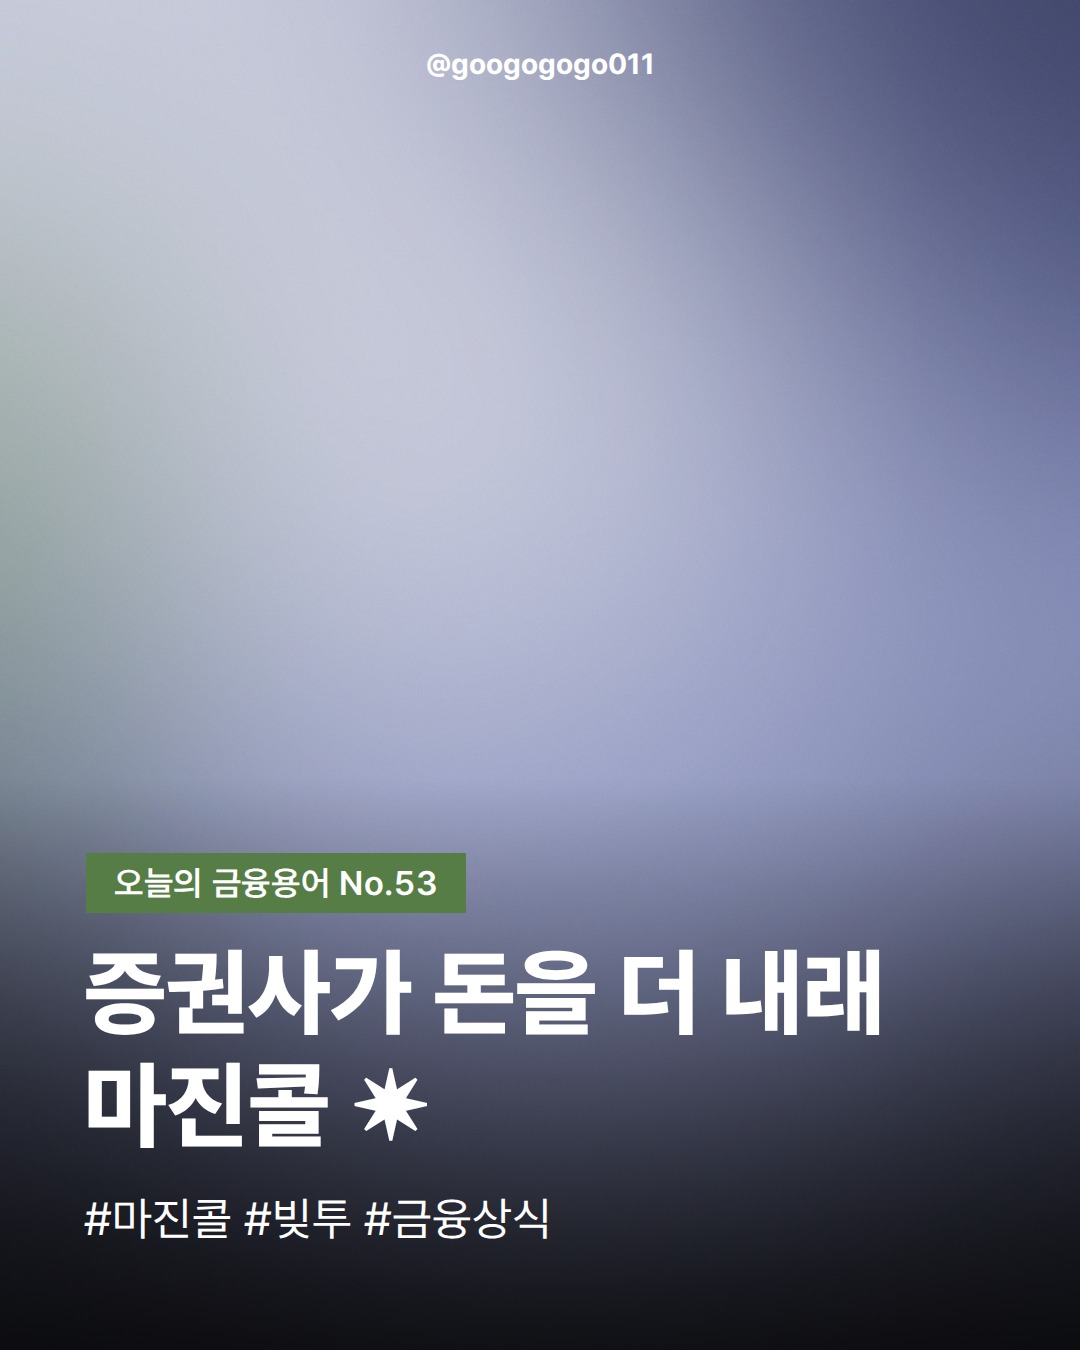 @googogogo011
오늘의 금융용어 No.53
증권사가 돈을 더 내래
마진콜 ✷
#마진콜 #빚투 #금융상식